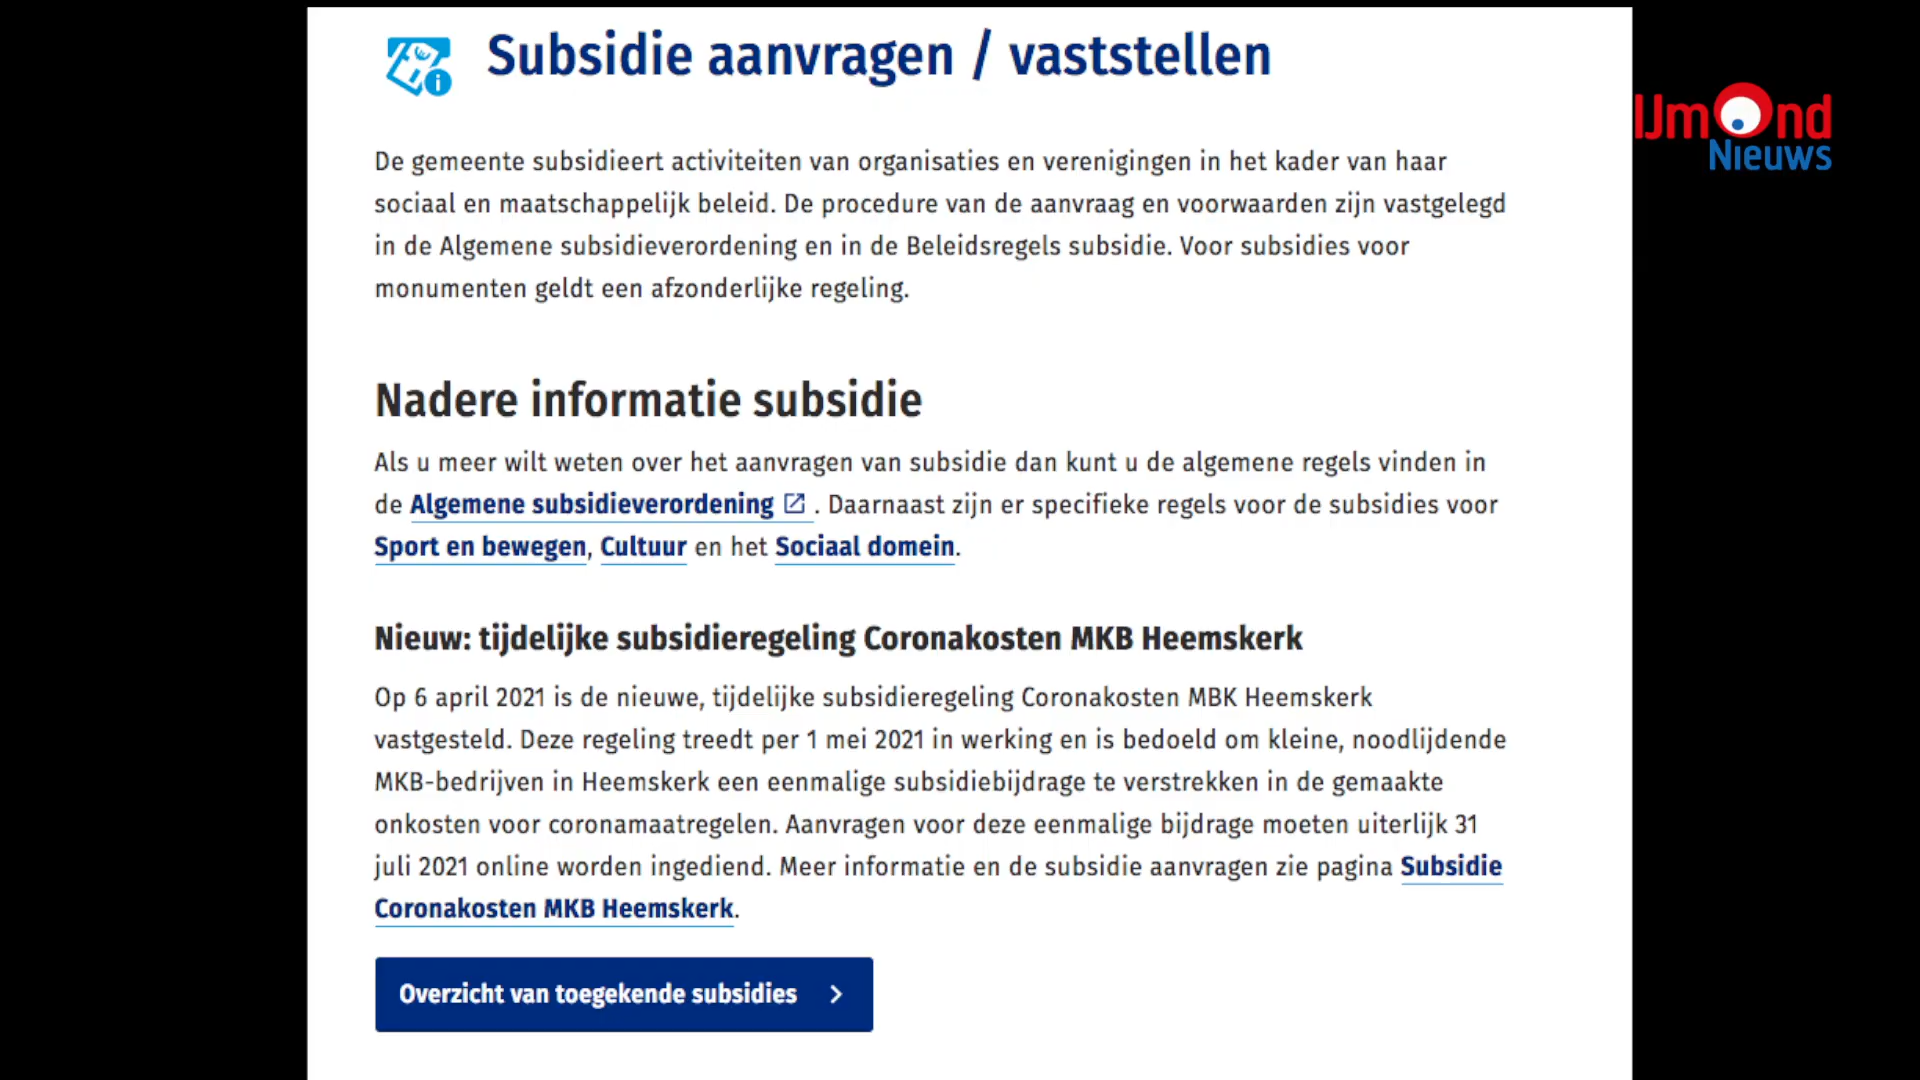 Subsidie aanvragen / vaststellen
IJmond
Nieuws
De gemeente subsidieert activiteiten van organisaties en verenigingen in het kader van haar
sociaal en maatschappelijk beleid. De procedure van de aanvraag en voorwaarden zijn vastgelegd
in de Algemene subsidieverordening en in de Beleidsregels subsidie. Voor subsidies voor
monumenten geldt een afzonderlijke regeling.
Nadere informatie subsidie
Als u meer wilt weten over het aanvragen van subsidie dan kunt u de algemene regels vinden in
de Algemene subsidieverordening . Daarnaast zijn er specifieke regels voor de subsidies voor
Sport en bewegen, Cultuur en het Sociaal domein.
Nieuw: tijdelijke subsidieregeling Coronakosten MKB Heemskerk
Op 6 april 2021 is de nieuwe, tijdelijke subsidieregeling Coronakosten MBK Heemskerk
vastgesteld. Deze regeling treedt per 1 mei 2021 in werking en is bedoeld om kleine, noodlijdende
MKB-bedrijven in Heemskerk een eenmalige subsidiebijdrage te verstrekken in de gemaakte
onkosten voor coronamaatregelen. Aanvragen voor deze eenmalige bijdrage moeten uiterlijk 31
juli 2021 online worden ingediend. Meer informatie en de subsidie aanvragen zie pagina Subsidie
Coronakosten MKB Heemskerk.
Overzicht van toegekende subsidies